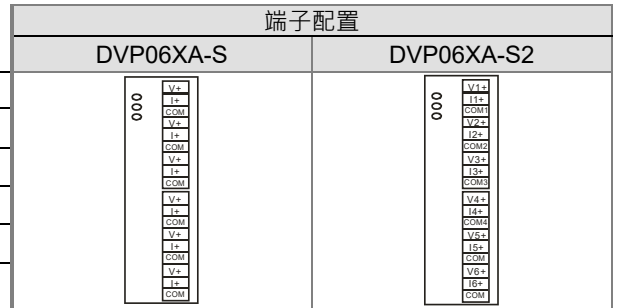 端子配置
DVP06XA-S
DVP06XA-S2
V+
I+
COM
V+
I+
COM
V+
I+
COM
V+
I+
COM
V+
I+
COM
V+
I+
COM
V1+
I1+
COM1
V2+
I2+
COM2
V3+
I3+
COM3
V4+
I4+
COM4
V5+
I5+
COM
V6+
I6+
COM